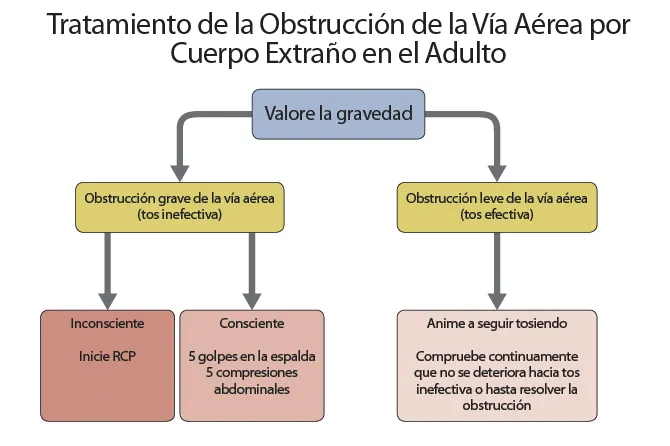 Tratamiento de la Obstrucción de la Vía Aérea por
Cuerpo Extraño en el Adulto
Valore la gravedad
Obstrucción grave de la vía aérea
(tos inefectiva)
Obstrucción leve de la vía aérea
(tos efectiva)
Inconsciente
Inicie RCP
Consciente
5 golpes en la espalda
5 compresiones
abdominales
Anime a seguir tosiendo
Compruebe continuamente
que no se deteriora hacia tos
inefectiva o hasta resolver la
obstrucción